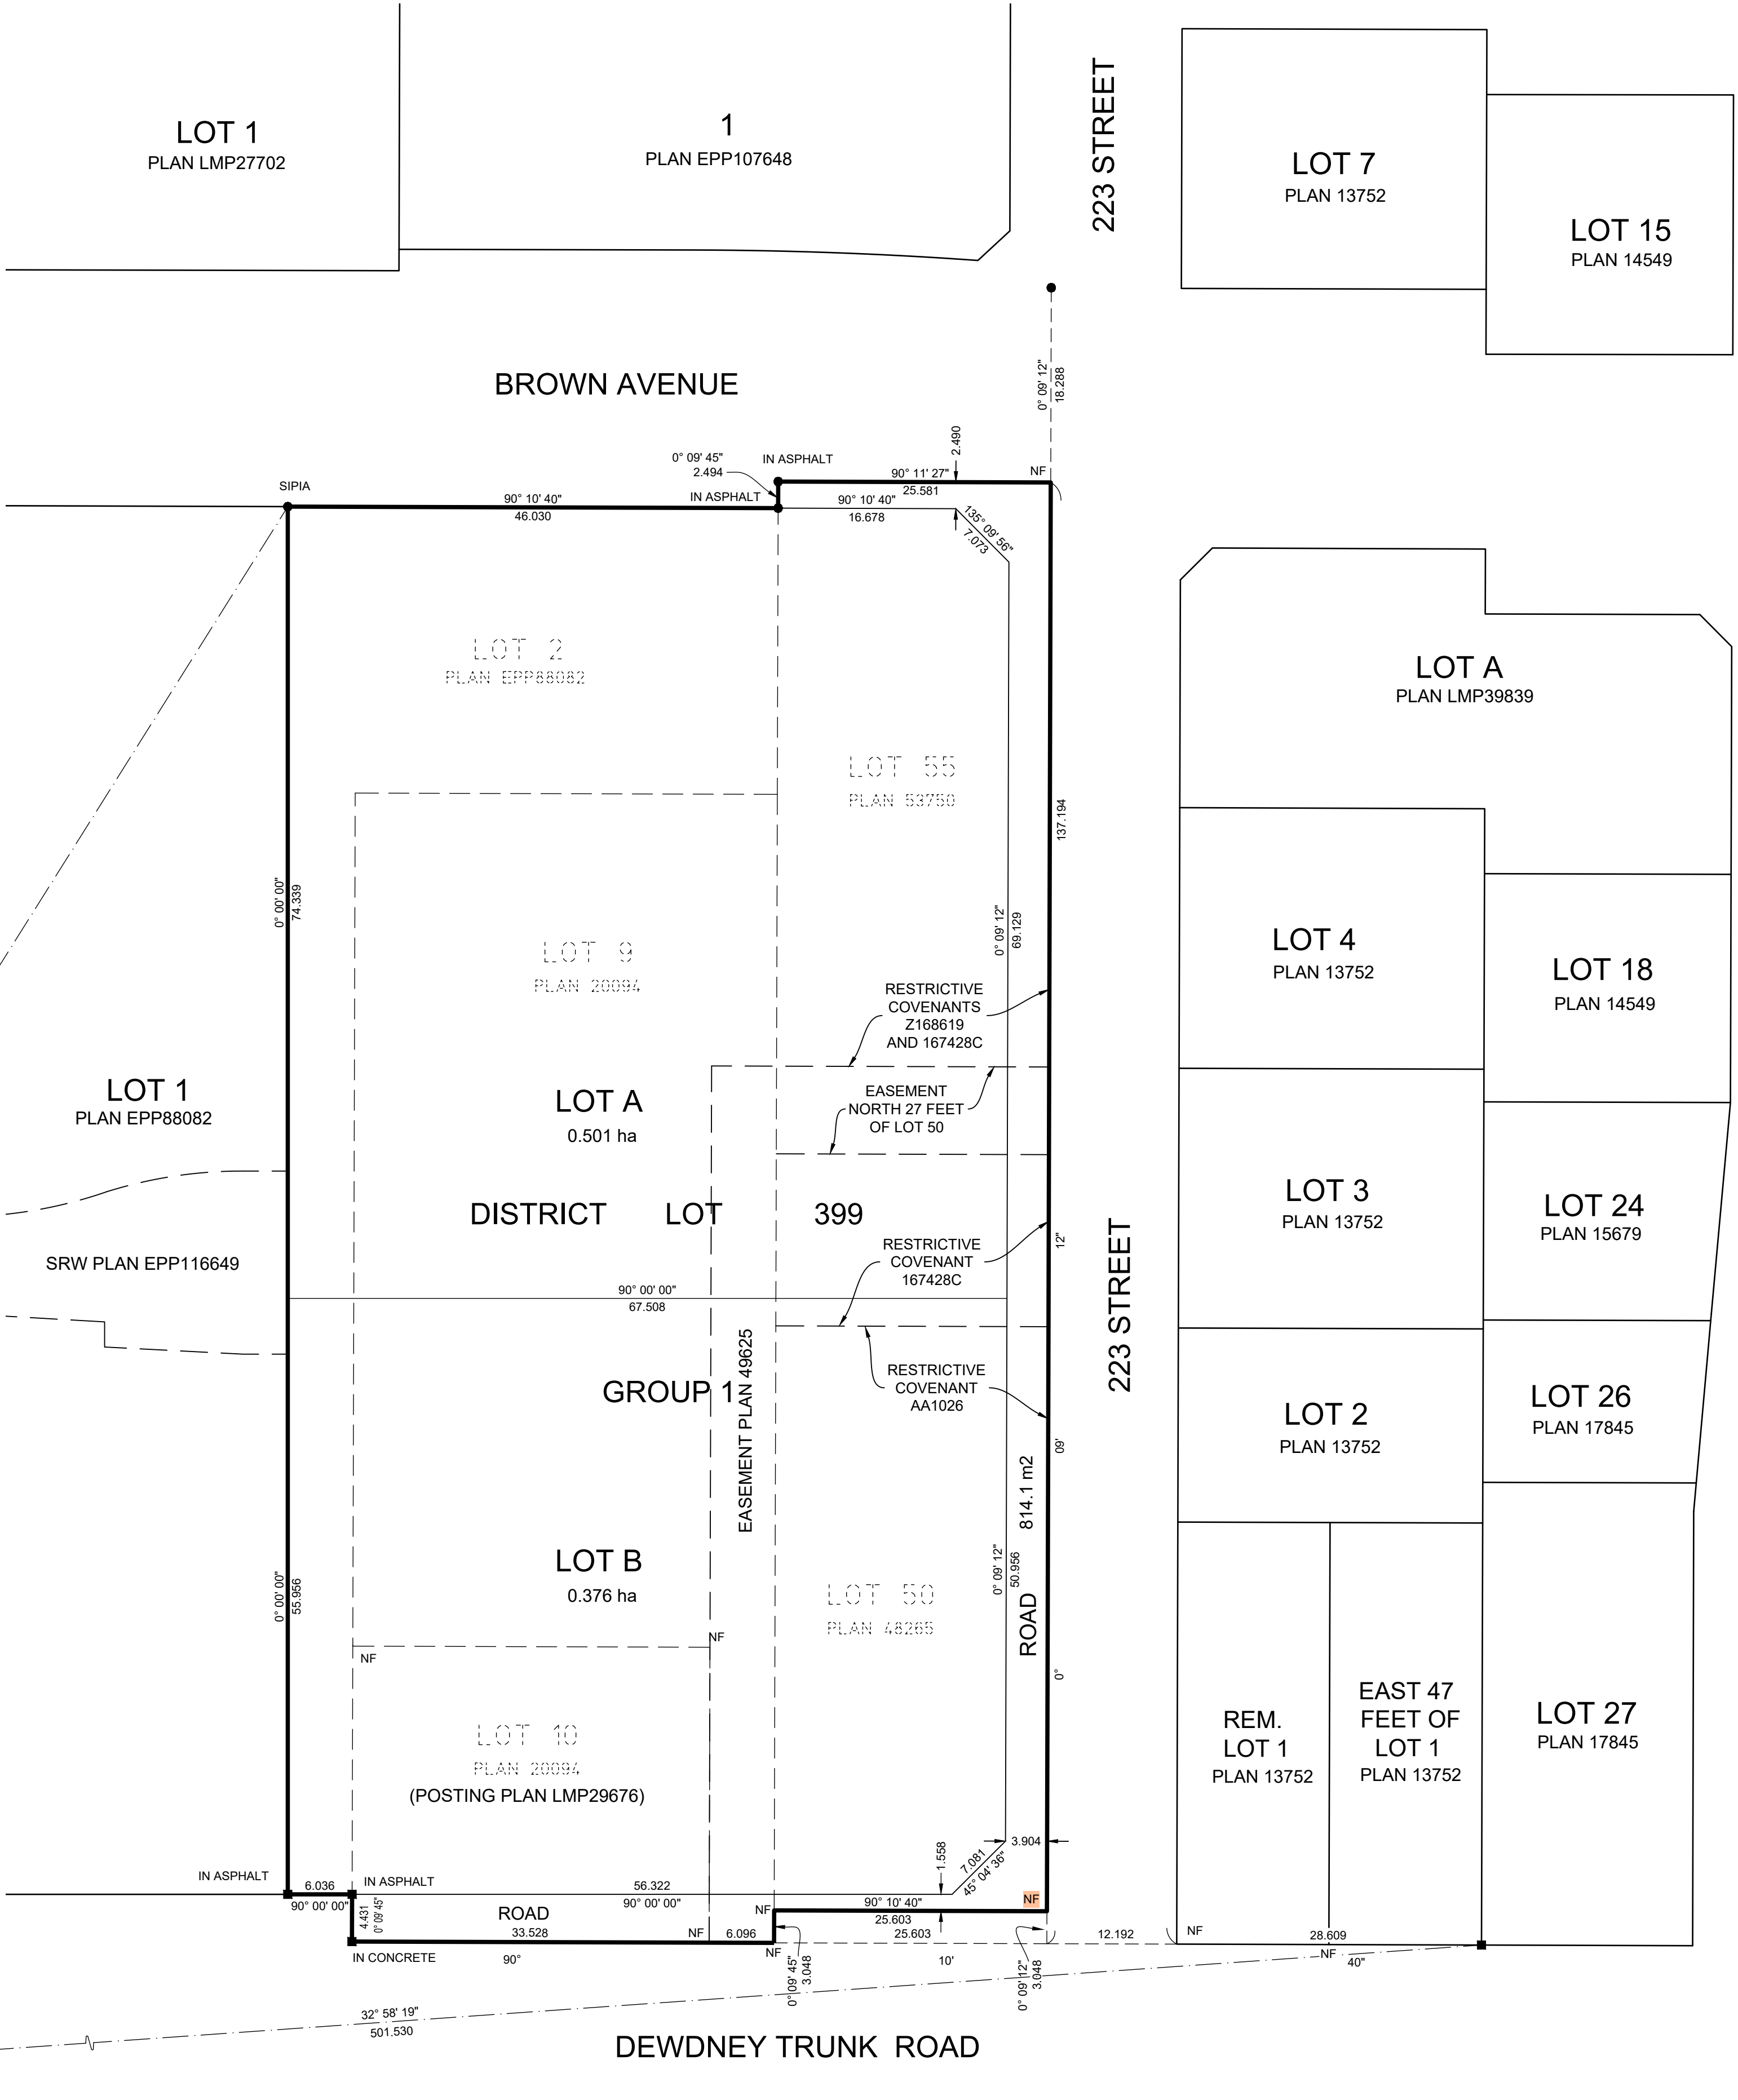 LOT 1
PLAN LMP27702
1
PLAN EPP107648
223 STREET
LOT 7
PLAN 13752
LOT 15
PLAN 14549
BROWN AVENUE
0° 09' 12"
18.288
SIPIA
0° 09' 45"
2.494
IN ASPHALT
IN ASPHALT
90° 11' 27"
25.581
2.490
NF
90° 10' 40"
46.030
90° 10' 40"
16.678
135° 09' 56"
7.073
LOT 2
PLAN EPP88082
LOT 55
PLAN 53750
LOT A
PLAN LMP39839
137.194
0° 00' 00"
74.339
0° 09' 12"
69.129
LOT 9
PLAN 20094
LOT 4
PLAN 13752
LOT 18
PLAN 14549
RESTRICTIVE
COVENANTS
Z168619
AND 167428C
LOT 1
PLAN EPP88082
LOT A
0.501 ha
EASEMENT
NORTH 27 FEET
OF LOT 50
DISTRICT LOT 399
12"
LOT 3
PLAN 13752
LOT 24
PLAN 15679
SRW PLAN EPP116649
RESTRICTIVE
COVENANT
167428C
90° 00' 00"
67.508
223 STREET
GROUP 1
EASEMENT PLAN 49625
RESTRICTIVE
COVENANT
AA1026
09'
LOT 2
PLAN 13752
LOT 26
PLAN 17845
LOT B
0.376 ha
0° 00' 00"
55.956
0° 09' 12"
50.956
ROAD 814.1 m2
LOT 50
PLAN 48265
NF
NF
0°
REM.
LOT 1
PLAN 13752
EAST 47
FEET OF
LOT 1
PLAN 13752
LOT 27
PLAN 17845
LOT 10
PLAN 20094
(POSTING PLAN LMP29676)
3.904
1.558
7.081
45° 04' 36"
IN ASPHALT
6.036
90° 00' 00"
IN ASPHALT
56.322
90° 00' 00"
90° 10' 40"
25.603
NF
4.431
0° 09' 45"
ROAD
33.528
NF
6.096
NF
NF
25.603
12.192
NF
28.609
NF
IN CONCRETE
90°
10'
40"
0° 09' 45"
3.048
0° 09' 12"
3.048
32° 58' 19"
501.530
DEWDNEY TRUNK ROAD